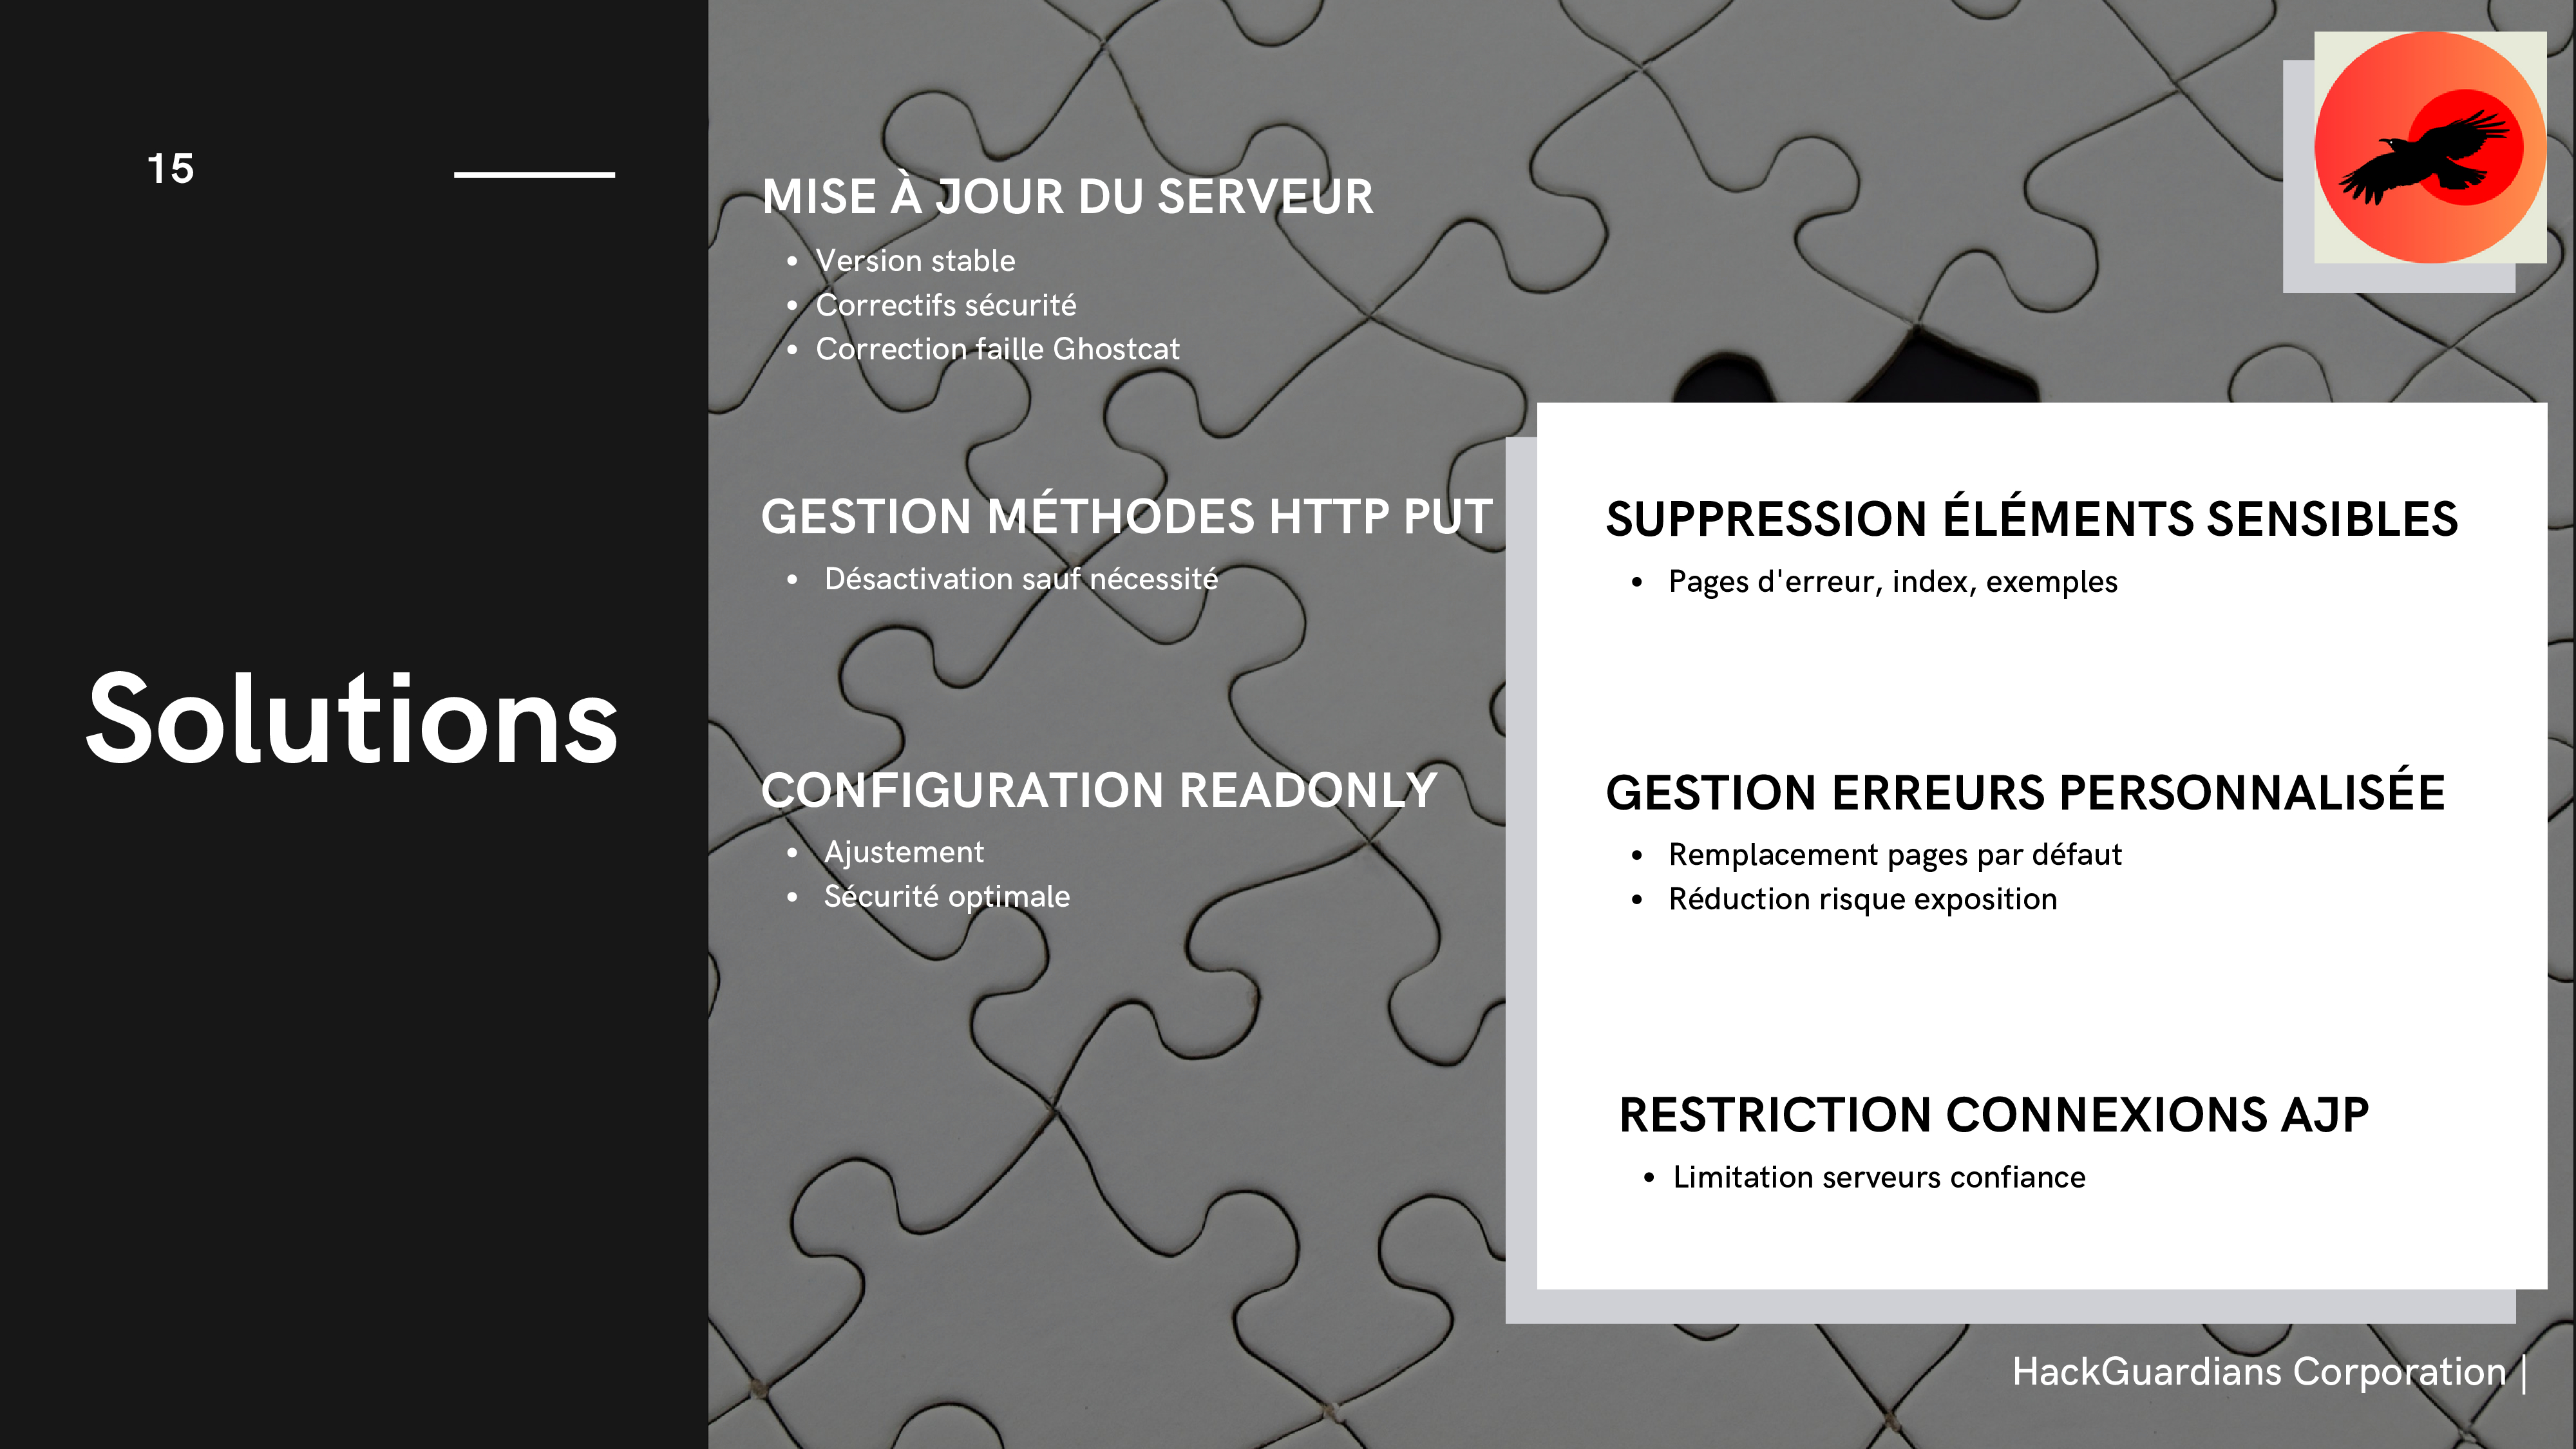 15
Solutions
MISE À JOUR DU SERVEUR
• Version stable
• Correctifs sécurité
• Correction faille Ghostcat
GESTION MÉTHODES HTTP PUT
• Désactivation sauf nécessité
CONFIGURATION READONLY
• Ajustement
• Sécurité optimale
SUPPRESSION ÉLÉMENTS SENSIBLES
• Pages d'erreur, index, exemples
GESTION ERREURS PERSONNALISÉE
• Remplacement pages par défaut
• Réduction risque exposition
RESTRICTION CONNEXIONS AJP
• Limitation serveurs confiance
HackGuardians Corporation |